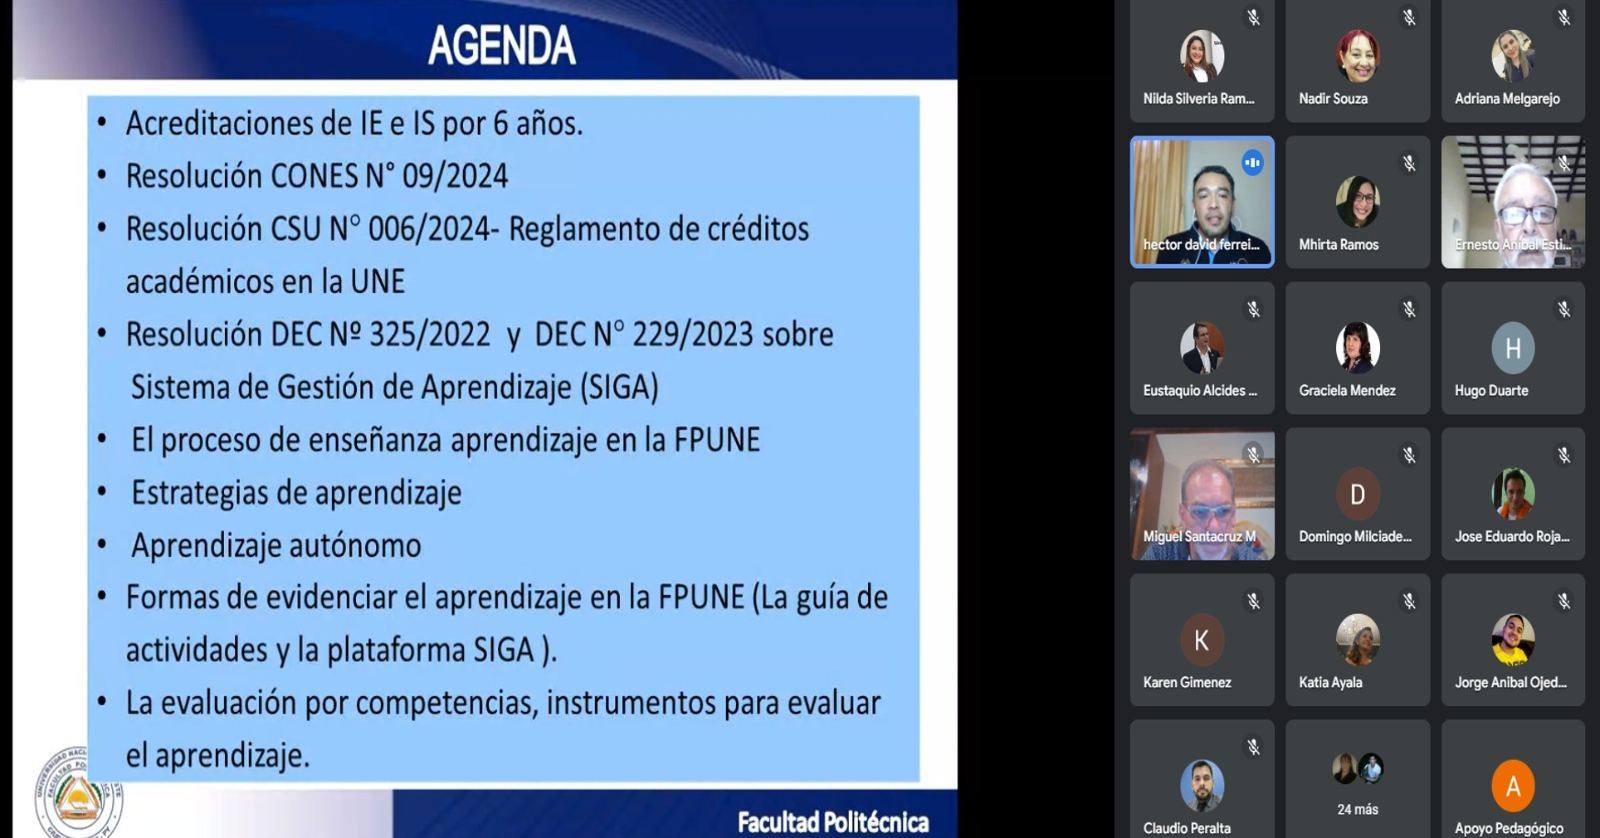 AGENDA
• Acreditaciones de IE e IS por 6 años.
• Resolución CONES N° 09/2024
• Resolución CSU N° 006/2024- Reglamento de créditos
académicos en la UNE
• Resolución DEC Nº 325/2022 y DEC N° 229/2023 sobre
Sistema de Gestión de Aprendizaje (SIGA)
• El proceso de enseñanza aprendizaje en la FPUNE
• Estrategias de aprendizaje
• Aprendizaje autónomo
• Formas de evidenciar el aprendizaje en la FPUNE (La guía de
actividades y la plataforma SIGA ).
• La evaluación por competencias, instrumentos para evaluar
el aprendizaje.
Facultad Politécnica
Nilda Silveria Ram...
Nadir Souza
Adriana Melgarejo
hector david ferrei...
Mhirta Ramos
Ernesto Anibal Esti...
Eustaquio Alcides ...
Graciela Mendez
H
Hugo Duarte
Miguel Santacruz M
D
Domingo Milciade...
Jose Eduardo Roja...
K
Karen Gimenez
Katia Ayala
Jorge Anibal Ojed...
Claudio Peralta
24 más
A
Apoyo Pedagógico